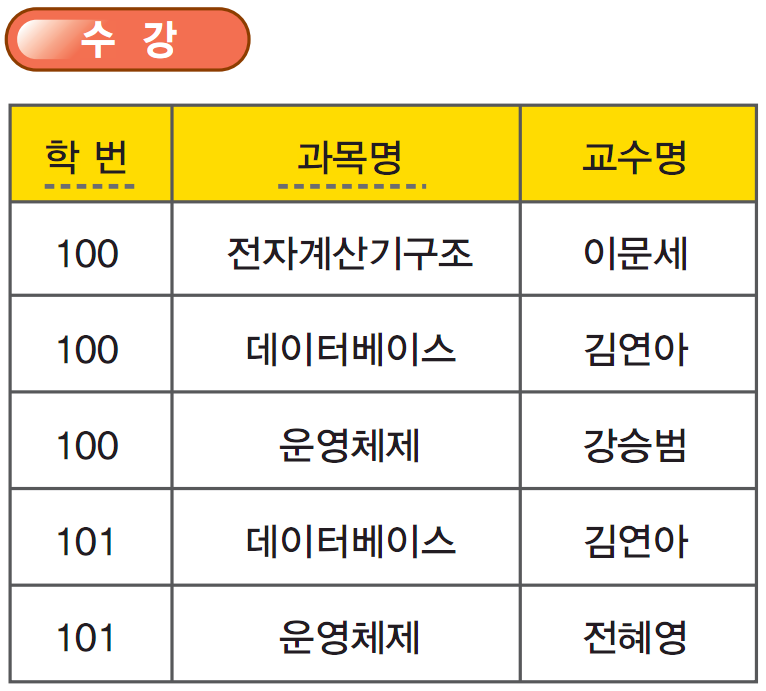 수 강
학 번 과목명 교수명
100 전자계산기구조 이문세
100 데이터베이스 김연아
100 운영체제 강승범
101 데이터베이스 김연아
101 운영체제 전혜영